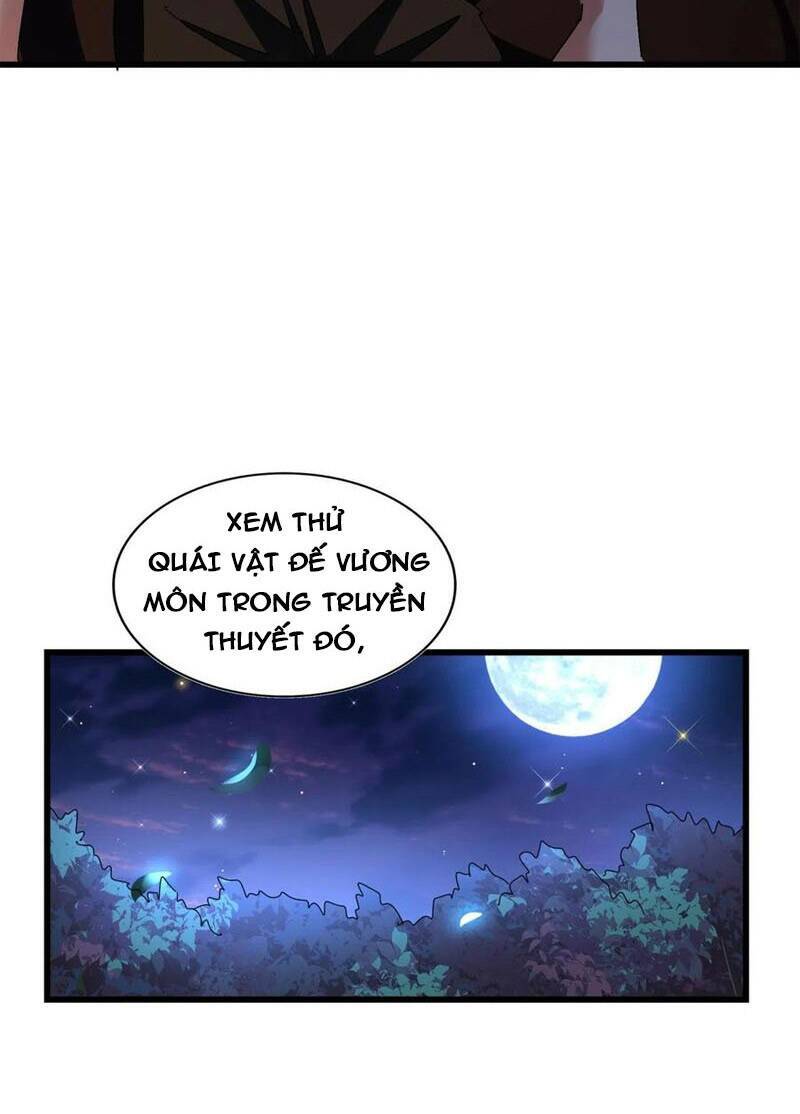 XEM THỬ
QUÁI VẬT ĐẾ VƯƠNG
MÔN TRONG TRUYỀN
THUYẾT ĐÓ,